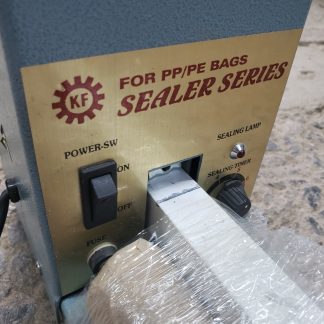 KF
FOR PP/PE BAGS
SEALER SERIES
POWER-SW
ON
OFF
FUSE
SEALING LAMP
SEALING TIMER